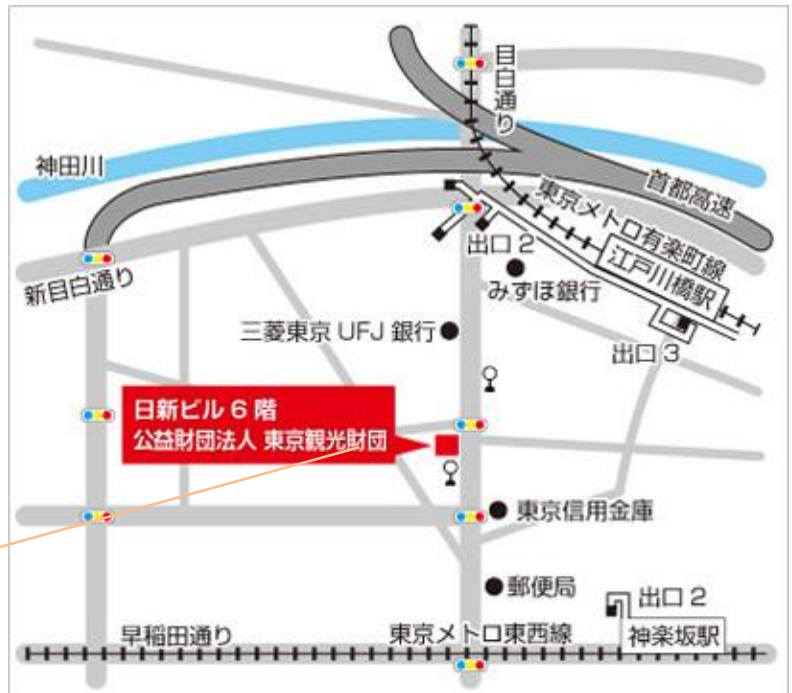 目白通り
神田川
首都高速
東京メトロ有楽町線
江戸川橋駅
出口2
新目白通り
みずほ銀行
三菱東京UFJ銀行
出口3
日新ビル6階
公益財団法人 東京観光財団
東京信用金庫
郵便局
出口2
神楽坂駅
早稲田通り
東京メトロ東西線